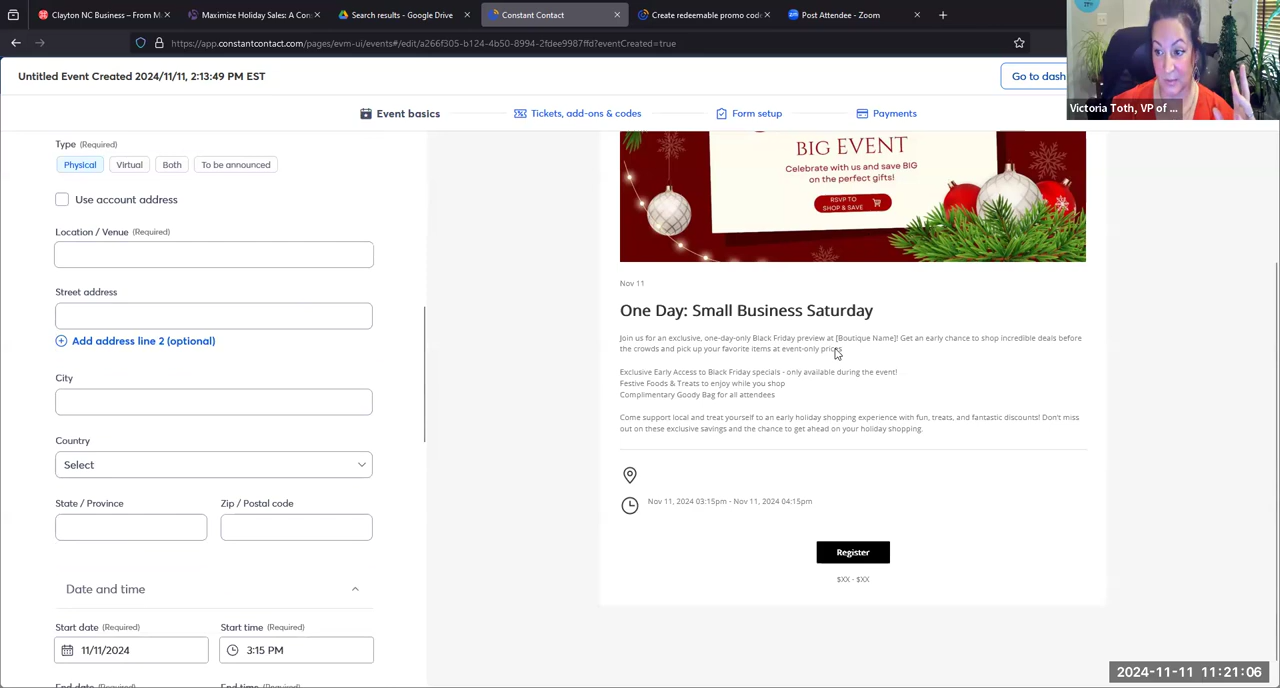 Clayton NC Business – From M
Maximize Holiday Sales: A Con
Search results - Google Drive
Constant Contact
Create redeemable promo code
Post Attendee - Zoom
https://app.constantcontact.com/pages/evm-ui/events#/edit/a266f305-b124-4b50-8994-2fdee9987ffd?eventCreated=true
Untitled Event Created 2024/11/11, 2:13:49 PM EST
Go to dash
Victoria Toth, VP of ...
Event basics
Tickets, add-ons & codes
Form setup
Payments
Type (Required)
Physical
Virtual
Both
To be announced
Use account address
Location / Venue (Required)
Street address
Add address line 2 (optional)
City
Country
Select
State / Province
Zip / Postal code
Date and time
Start date (Required)
Start time (Required)
11/11/2024
3:15 PM
End date (Required)
End time (Required)
BIG EVENT
Celebrate with us and save BIG
on the perfect gifts!
RSVP TO
SHOP & SAVE
Nov 11
One Day: Small Business Saturday
Join us for an exclusive, one-day-only Black Friday preview at [Boutique Name]! Get an early chance to shop incredible deals before
the crowds and pick up your favorite items at event-only prices
Exclusive Early Access to Black Friday specials - only available during the event!
Festive Foods & Treats to enjoy while you shop
Complimentary Goody Bag for all attendees
Come support local and treat yourself to an early holiday shopping experience with fun, treats, and fantastic discounts! Don't miss
out on these exclusive savings and the chance to get ahead on your holiday shopping.
Nov 11, 2024 03:15pm - Nov 11, 2024 04:15pm
Register
$XX - $XX
2024-11-11 11:21:06